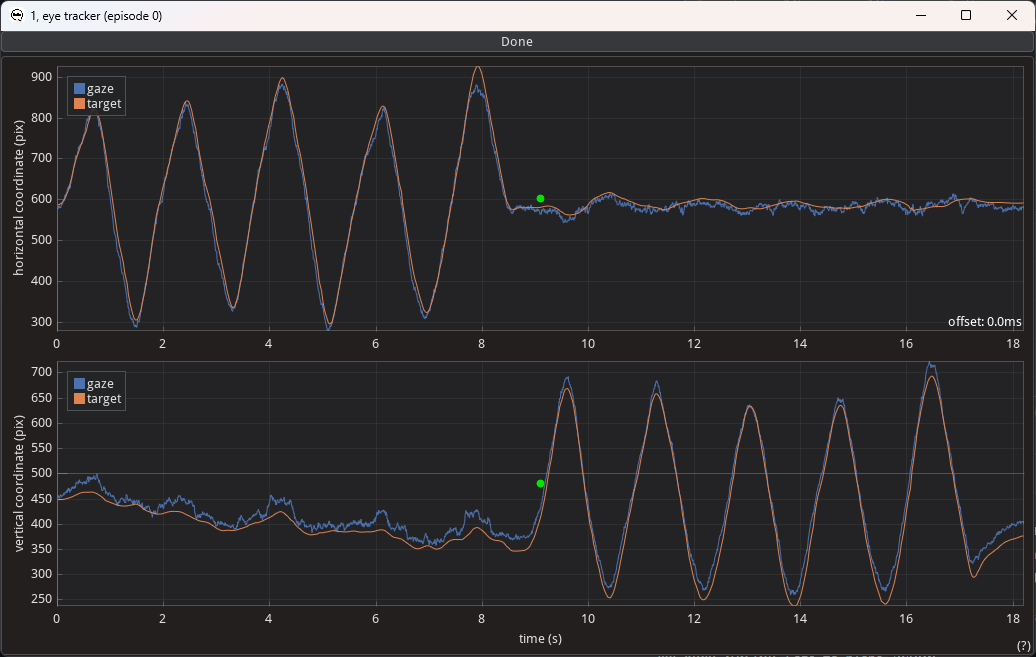 1, eye tracker (episode 0)
Done
gaze
target
horizontal coordinate (pix)
900
800
700
600
500
400
300
offset: 0.0ms
0 2 4 6 8 10 12 14 16 18
gaze
target
vertical coordinate (pix)
700
650
600
550
500
450
400
350
300
250
0 2 4 6 8 10 12 14 16 18
time (s)
(?)